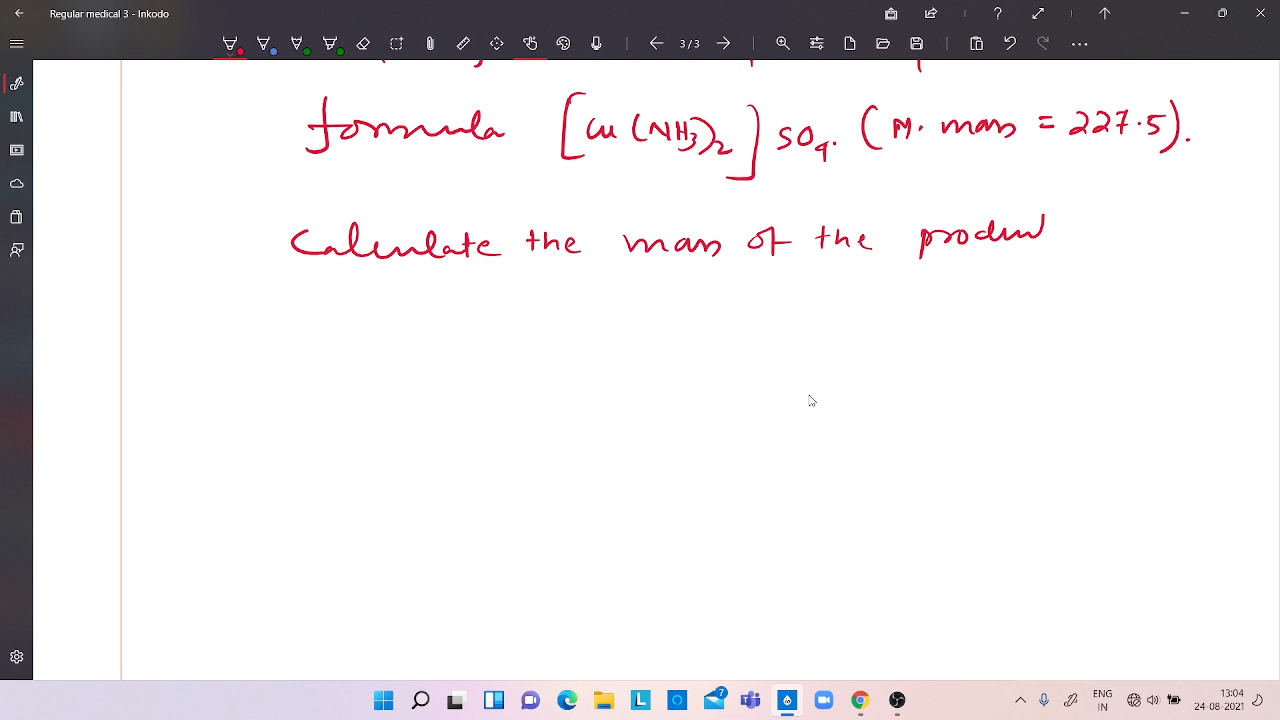 Regular medical 3 - Inkodo
3/3
formula [Cu(NH3)2]SO4. (M. mass = 227.5).
Calculate the mass of the produ
ENG
IN
13:04
24-08-2021
7